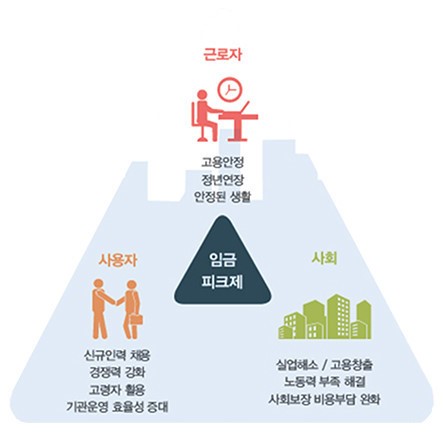 근로자
고용안정
정년연장
안정된 생활
임금
피크제
사용자
신규인력 채용
경쟁력 강화
고령자 활용
기관운영 효율성 증대
사회
실업해소 / 고용창출
노동력 부족 해결
사회보장 비용부담 완화